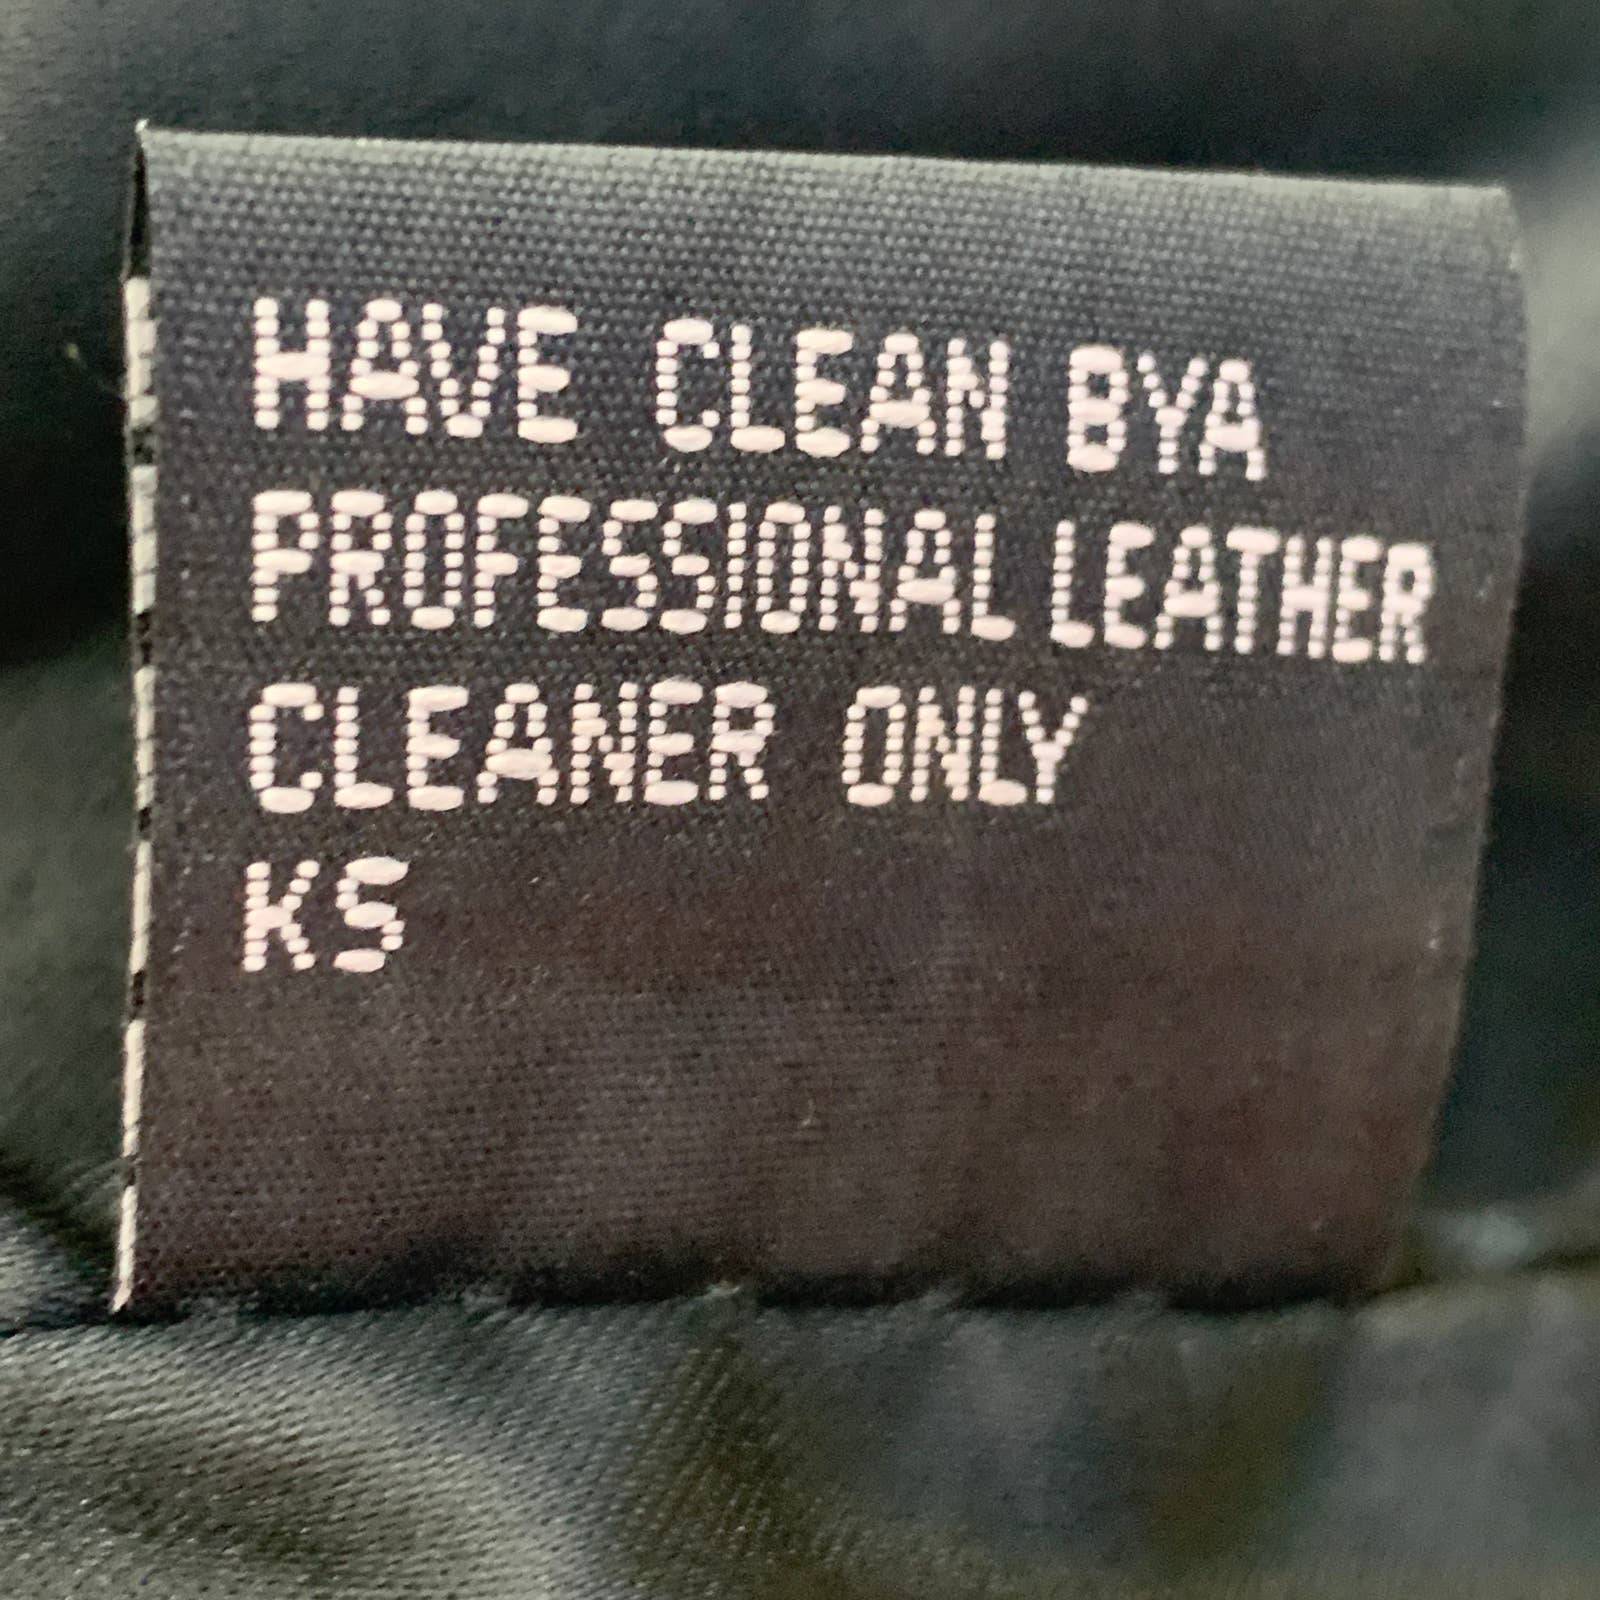 HAVE CLEAN BYA
PROFESSIONAL LEATHER
CLEANER ONLY
KS